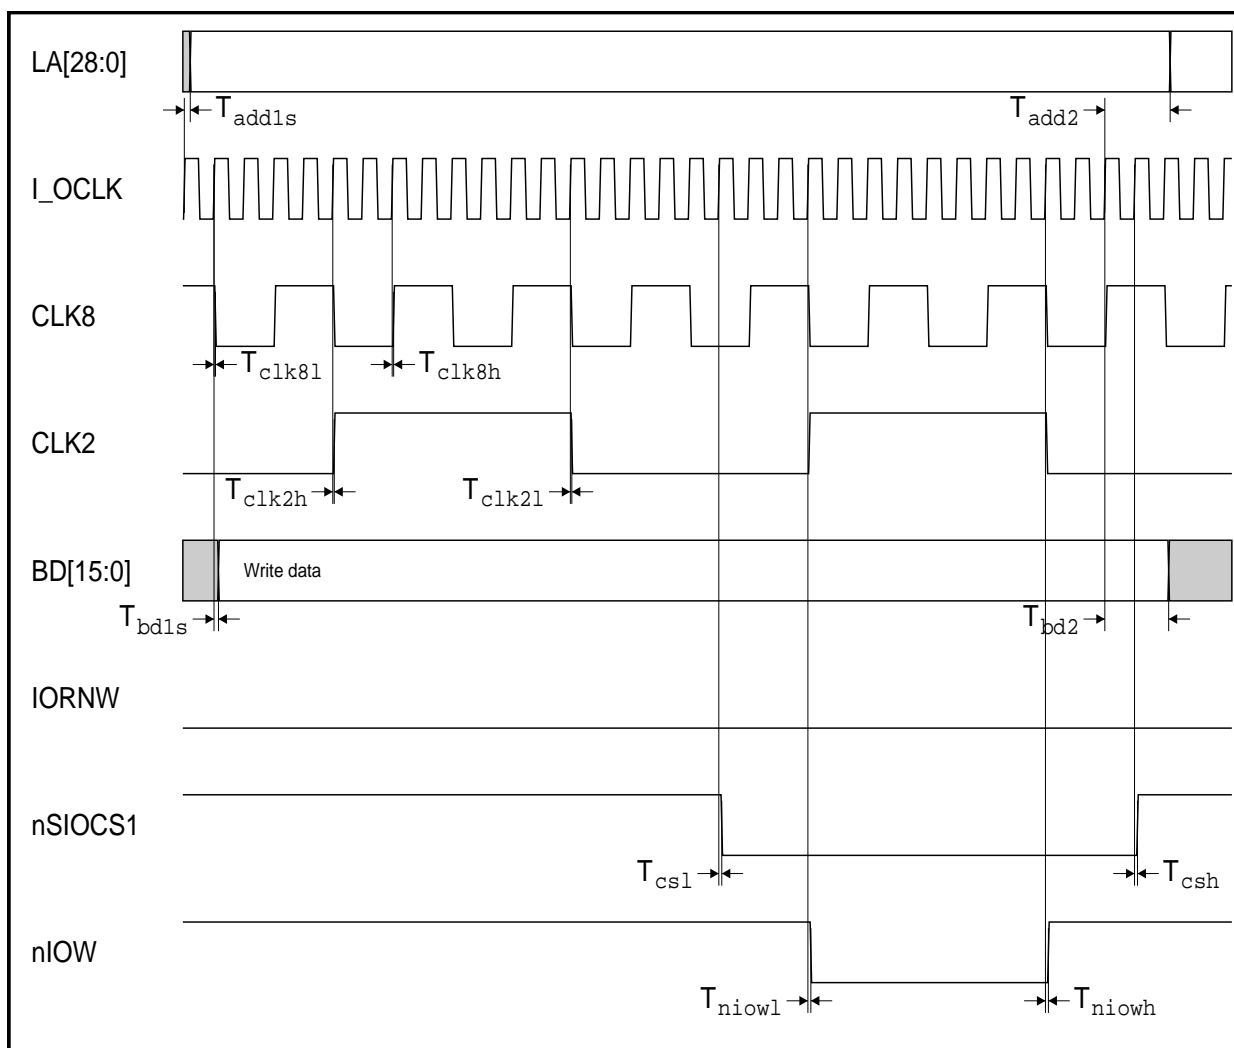 LA[28:0]
Tadd1s Tadd2
I_OCLK
CLK8
Tclk8l Tclk8h
CLK2
Tclk2h Tclk2l
BD[15:0] Write data
Tbd1s Tbd2
IORNW
nSIOCS1
Tcsl Tcsh
nIOW
Tniowl Tniowh